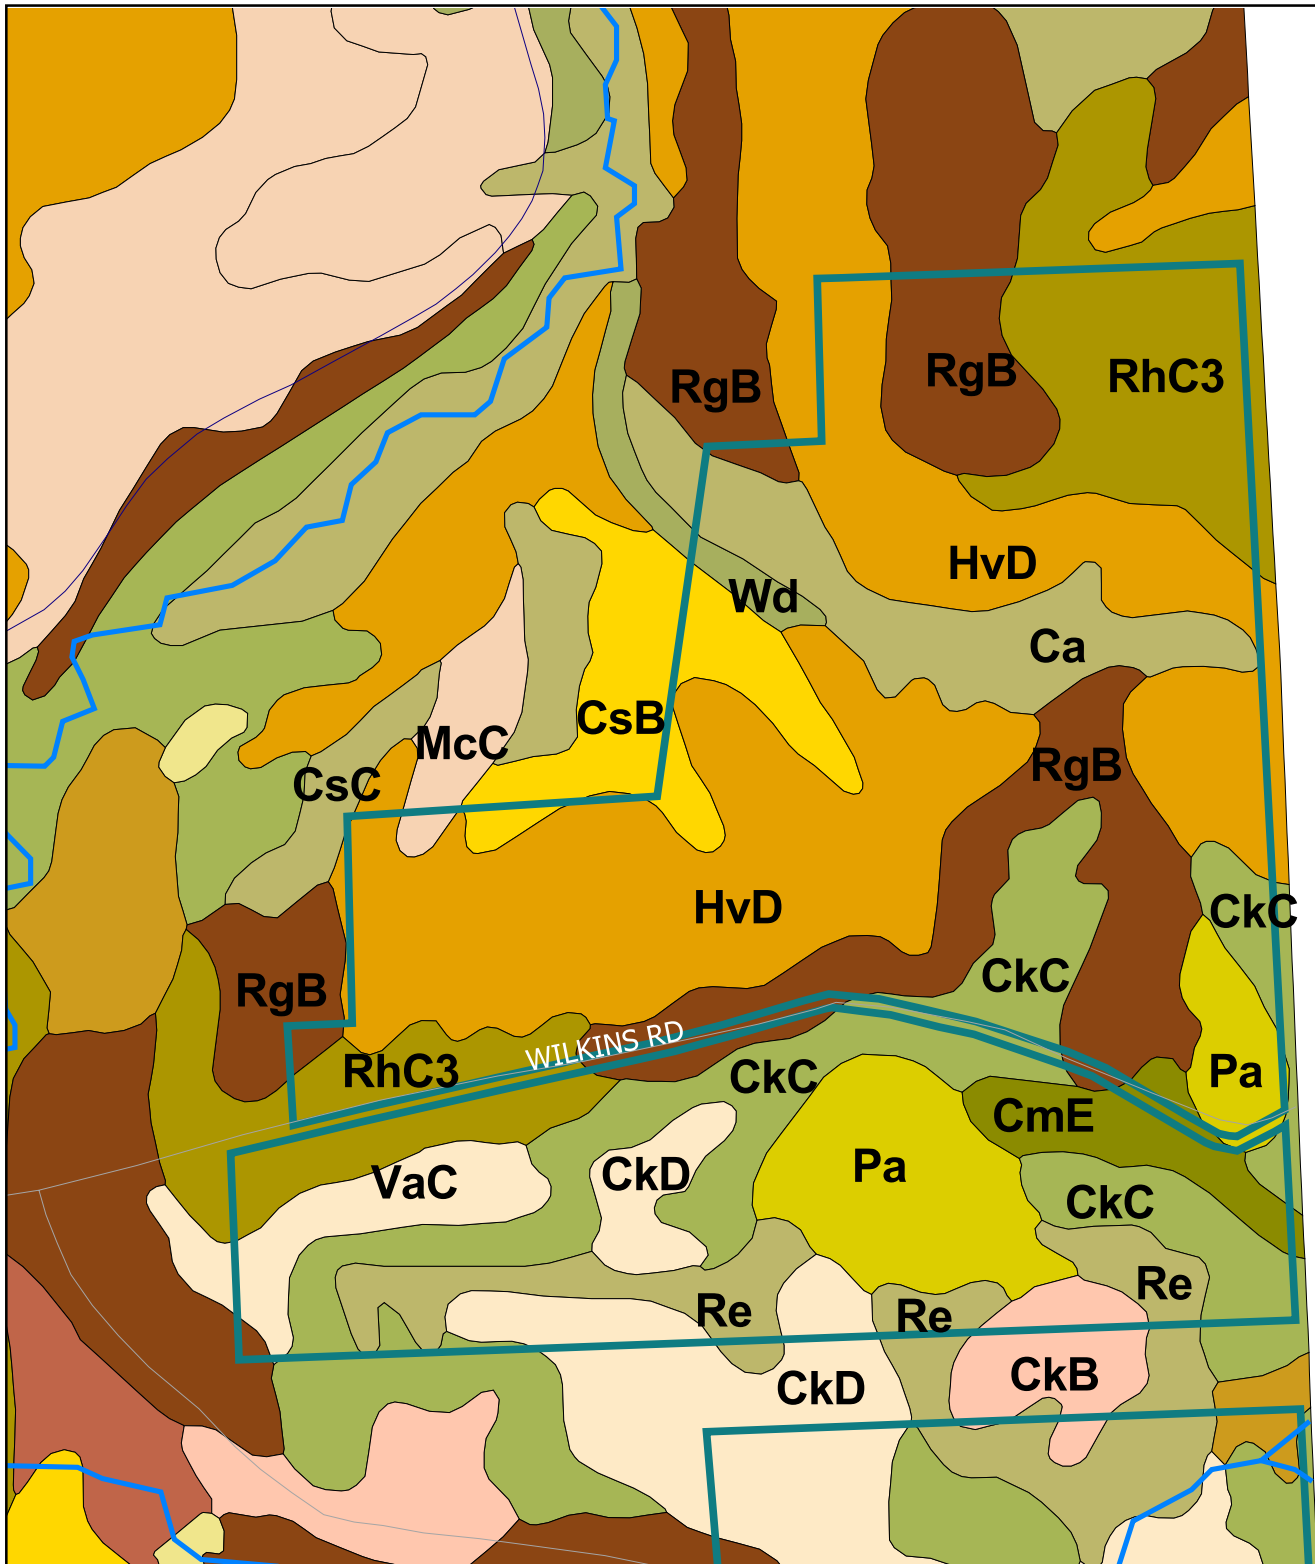 RgB
RgB
RhC3
HvD
Wd
Ca
CsB
McC
RgB
CsC
HvD
CkC
CkC
RgB
WILKINS RD
RhC3
CkC
Pa
CmE
Pa
CkD
VaC
CkC
Re
Re
Re
CkB
CkD